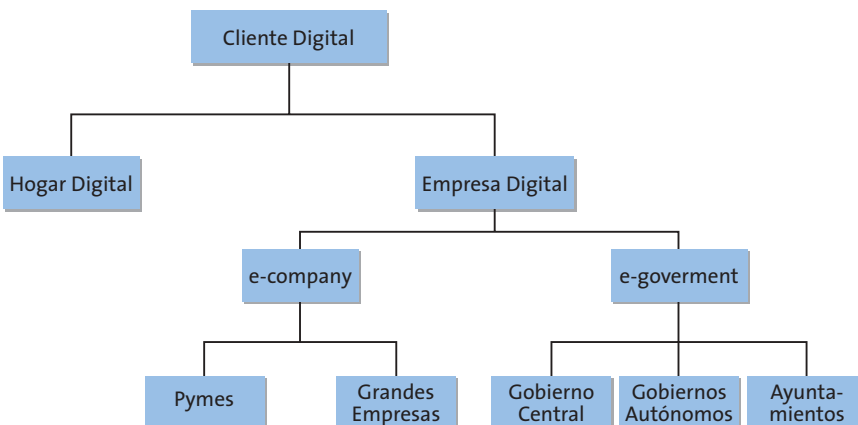 Cliente Digital
Hogar Digital
Empresa Digital
e-company
e-goverment
Pymes
Grandes
Empresas
Gobierno
Central
Gobiernos
Autónomos
Ayunta-
mientos